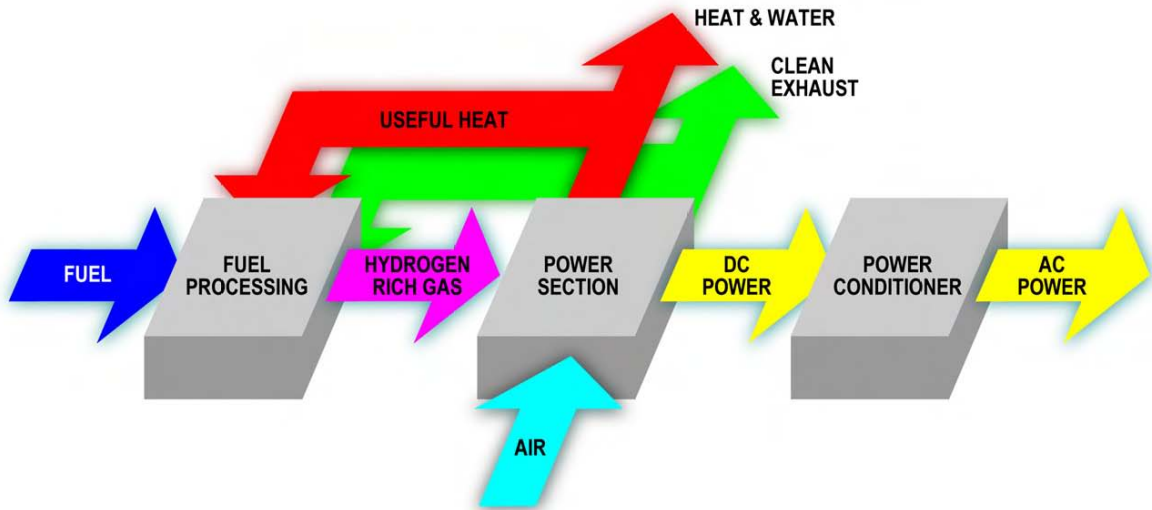 HEAT & WATER
CLEAN
EXHAUST
USEFUL HEAT
FUEL
FUEL
PROCESSING
HYDROGEN
RICH GAS
POWER
SECTION
DC
POWER
POWER
CONDITIONER
AC
POWER
AIR